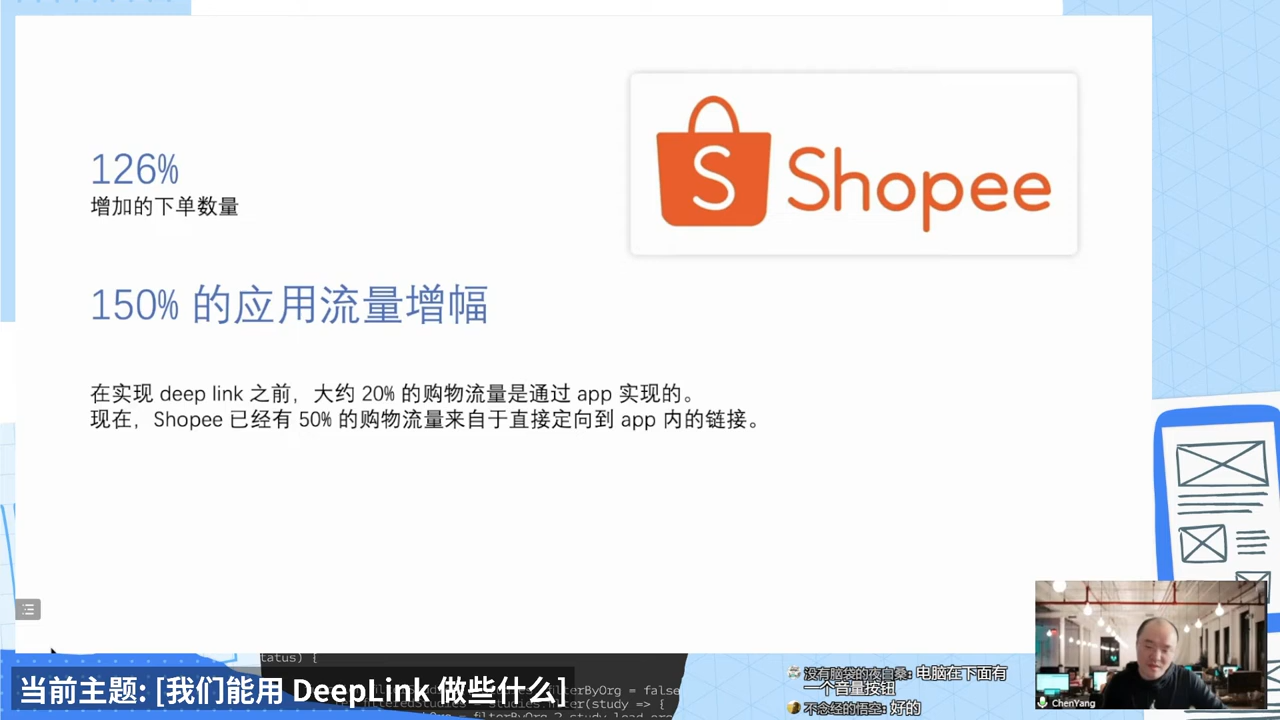 126%
增加的下单数量
S Shopee
150% 的应用流量增幅
在实现 deep link 之前，大约 20% 的购物流量是通过 app 实现的。
现在，Shopee 已经有 50% 的购物流量来自于直接定向到 app 内的链接。
tatus) {
当前主题: [我们能用 DeepLink 做些什么]
filterByOrg = false
(study => {
没有脑袋的夜自桑: 电脑在下面有
一个音量按钮
不念经的悟空: 好的
ChenYang